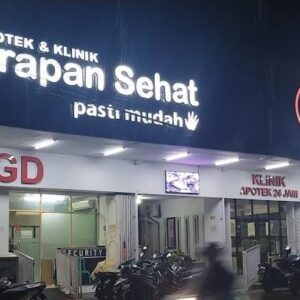 OTEK & KLINIK
rapan Sehat
pasti mudah
GD
KLINIK
APOTEK 24 JAM
SECURITY